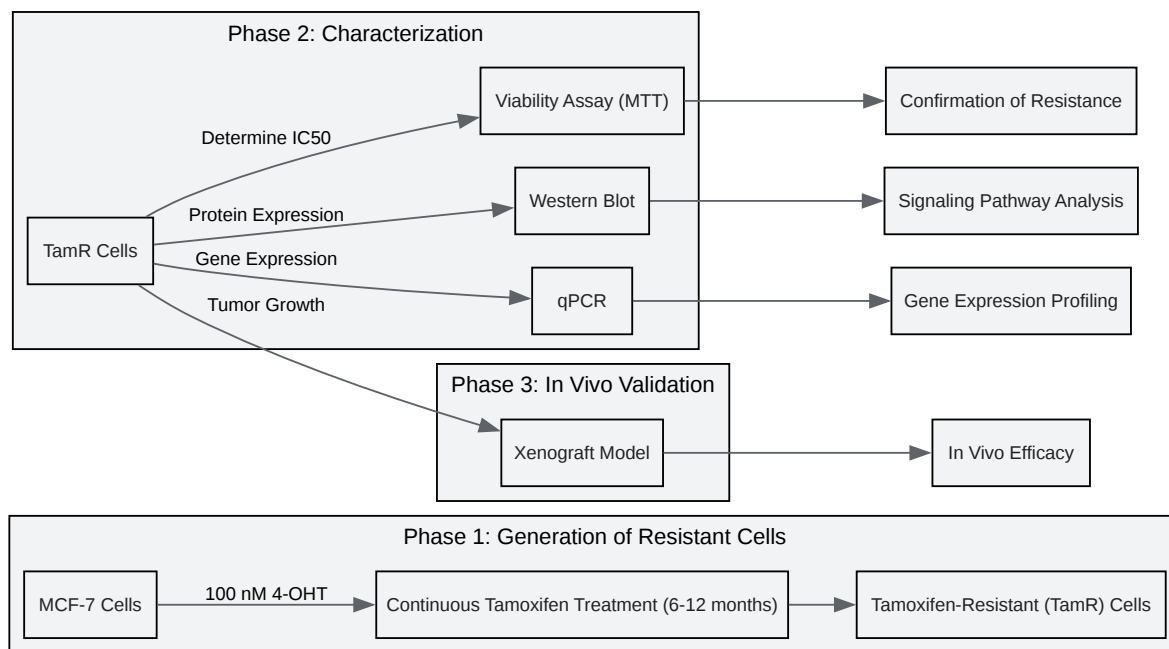 Phase 2: Characterization
Viability Assay (MTT)
Confirmation of Resistance
Determine IC50
Western Blot
Signaling Pathway Analysis
Protein Expression
TamR Cells
Gene Expression
qPCR
Gene Expression Profiling
Tumor Growth
Phase 3: In Vivo Validation
Xenograft Model
In Vivo Efficacy
Phase 1: Generation of Resistant Cells
MCF-7 Cells
100 nM 4-OHT
Continuous Tamoxifen Treatment (6-12 months)
Tamoxifen-Resistant (TamR) Cells